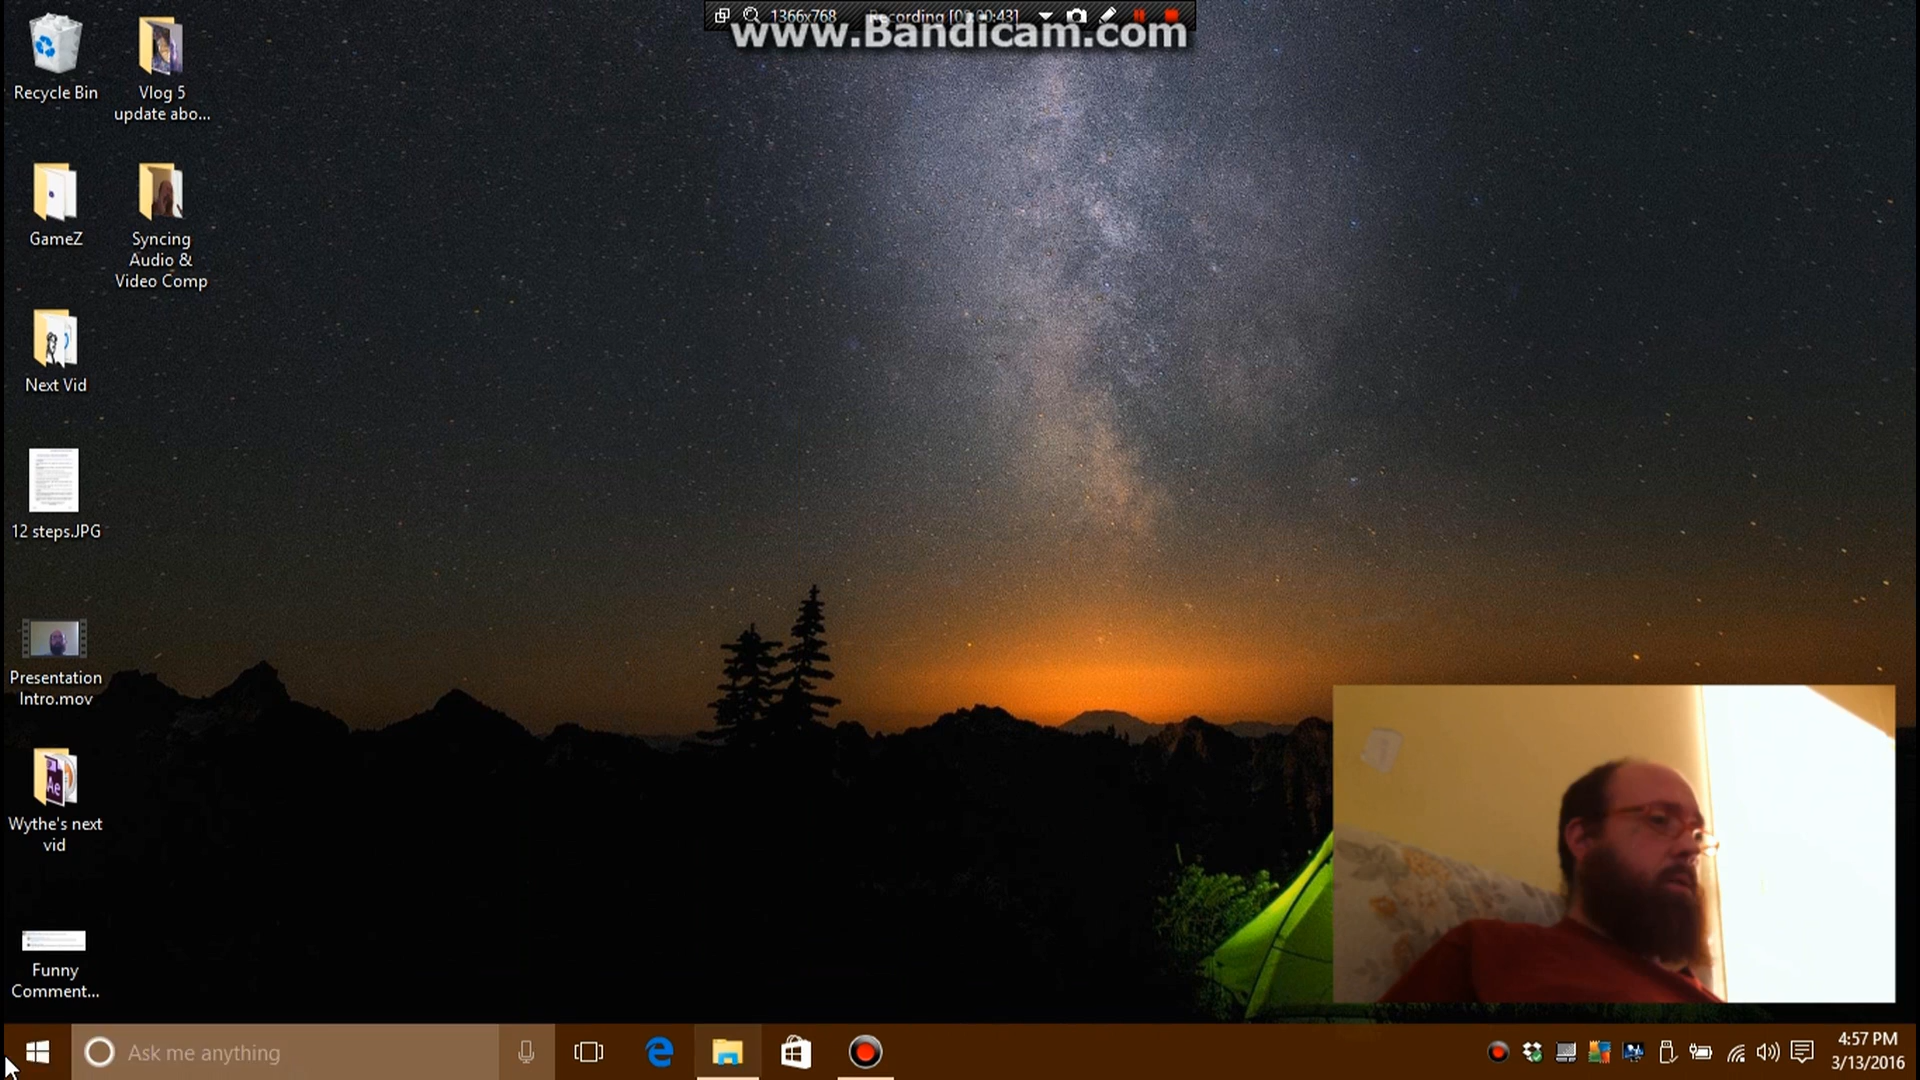 1366x768 Recording [00:00:43]
www.Bandicam.com
Recycle Bin
Vlog 5
update abo...
GameZ
Syncing
Audio &
Video Comp
Next Vid
12 steps.JPG
Presentation
Intro.mov
Ae
Wythe's next
vid
Funny
Comment...
Ask me anything
4:57 PM
3/13/2016